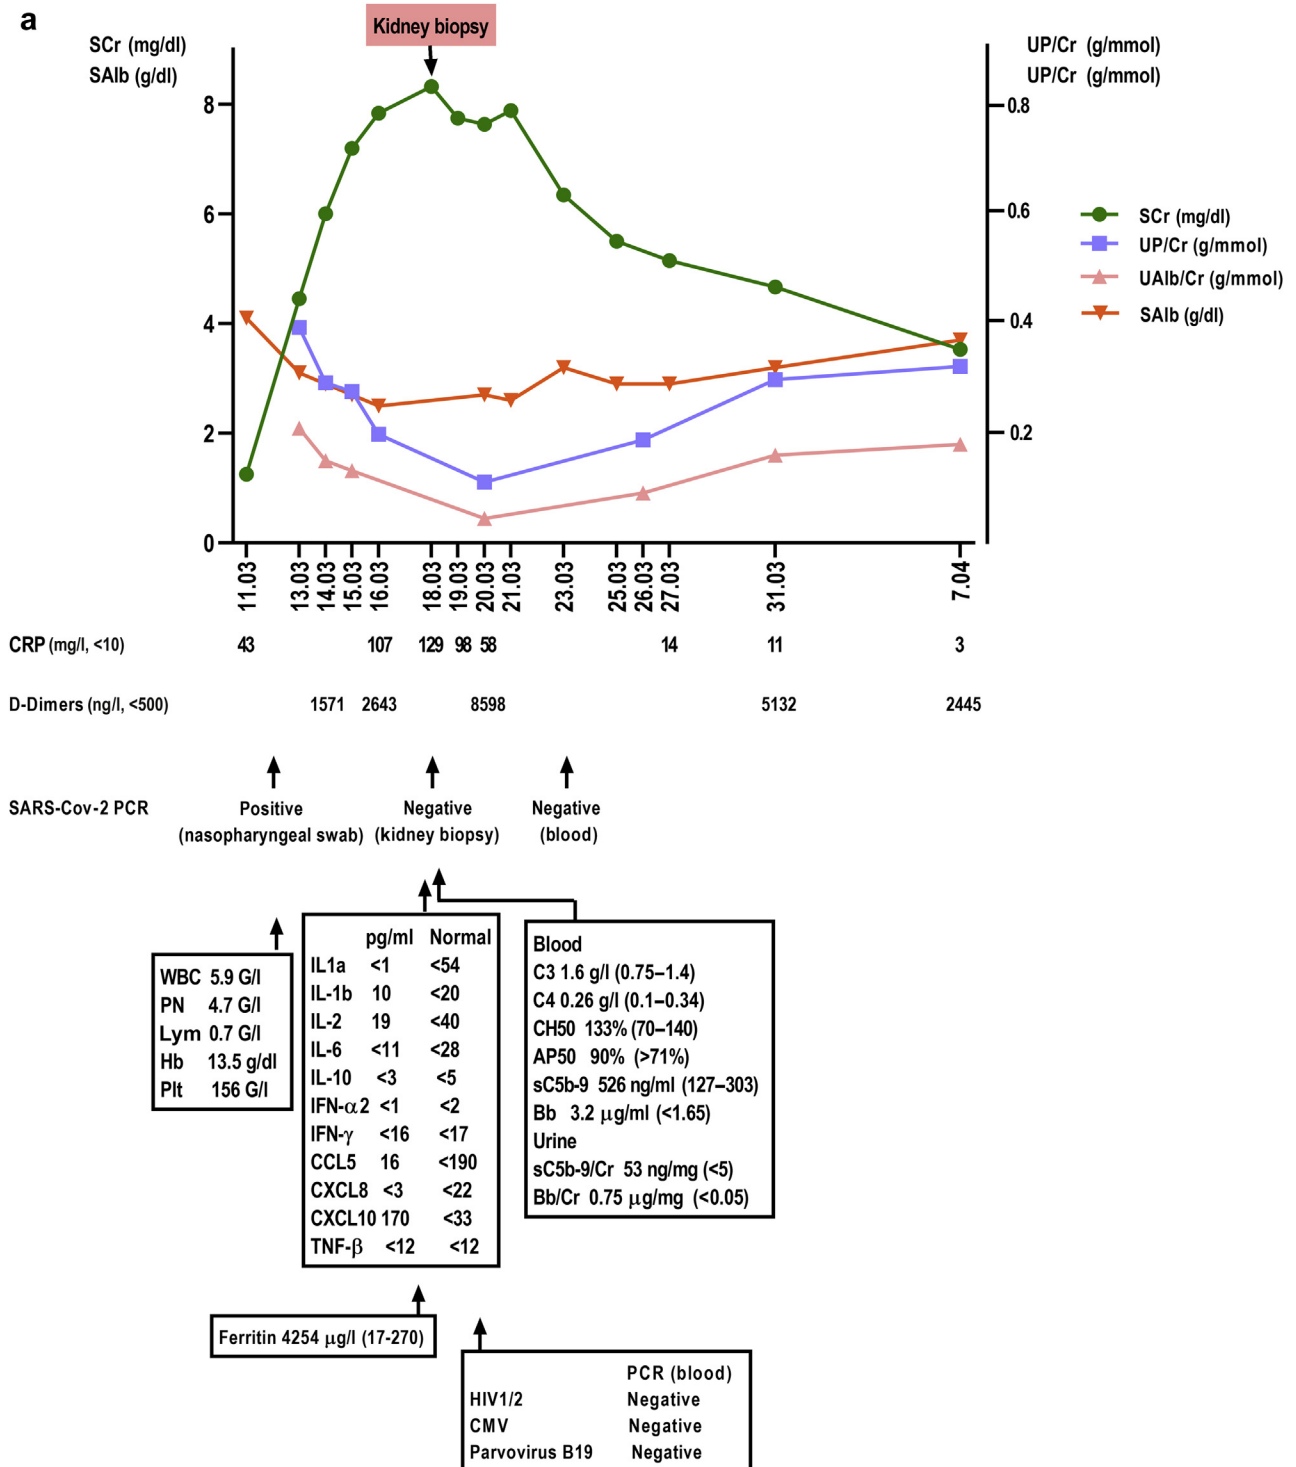 a
Kidney biopsy
SCr (mg/dl)
SAlb (g/dl)
UP/Cr (g/mmol)
UP/Cr (g/mmol)
8
6
4
2
0
0.8
0.6
0.4
0.2
SCr (mg/dl)
UP/Cr (g/mmol)
UAlb/Cr (g/mmol)
SAlb (g/dl)
11.03 13.03 14.03 15.03 16.03 18.03 19.03 20.03 21.03 23.03 25.03 26.03 27.03 31.03 7.04
CRP (mg/l, <10) 43 107 129 98 58 14 11 3
D-Dimers (ng/l, <500) 1571 2643 8598 5132 2445
SARS-Cov-2 PCR Positive Negative Negative
(nasopharyngeal swab) (kidney biopsy) (blood)
WBC 5.9 G/l
PN 4.7 G/l
Lym 0.7 G/l
Hb 13.5 g/dl
Plt 156 G/l
pg/ml Normal
IL1a <1 <54
IL-1b 10 <20
IL-2 19 <40
IL-6 <11 <28
IL-10 <3 <5
IFN-α2 <1 <2
IFN-γ <16 <17
CCL5 16 <190
CXCL8 <3 <22
CXCL10 170 <33
TNF-β <12 <12
Blood
C3 1.6 g/l (0.75–1.4)
C4 0.26 g/l (0.1–0.34)
CH50 133% (70–140)
AP50 90% (>71%)
sC5b-9 526 ng/ml (127–303)
Bb 3.2 µg/ml (<1.65)
Urine
sC5b-9/Cr 53 ng/mg (<5)
Bb/Cr 0.75 µg/mg (<0.05)
Ferritin 4254 µg/l (17-270)
PCR (blood)
HIV1/2 Negative
CMV Negative
Parvovirus B19 Negative